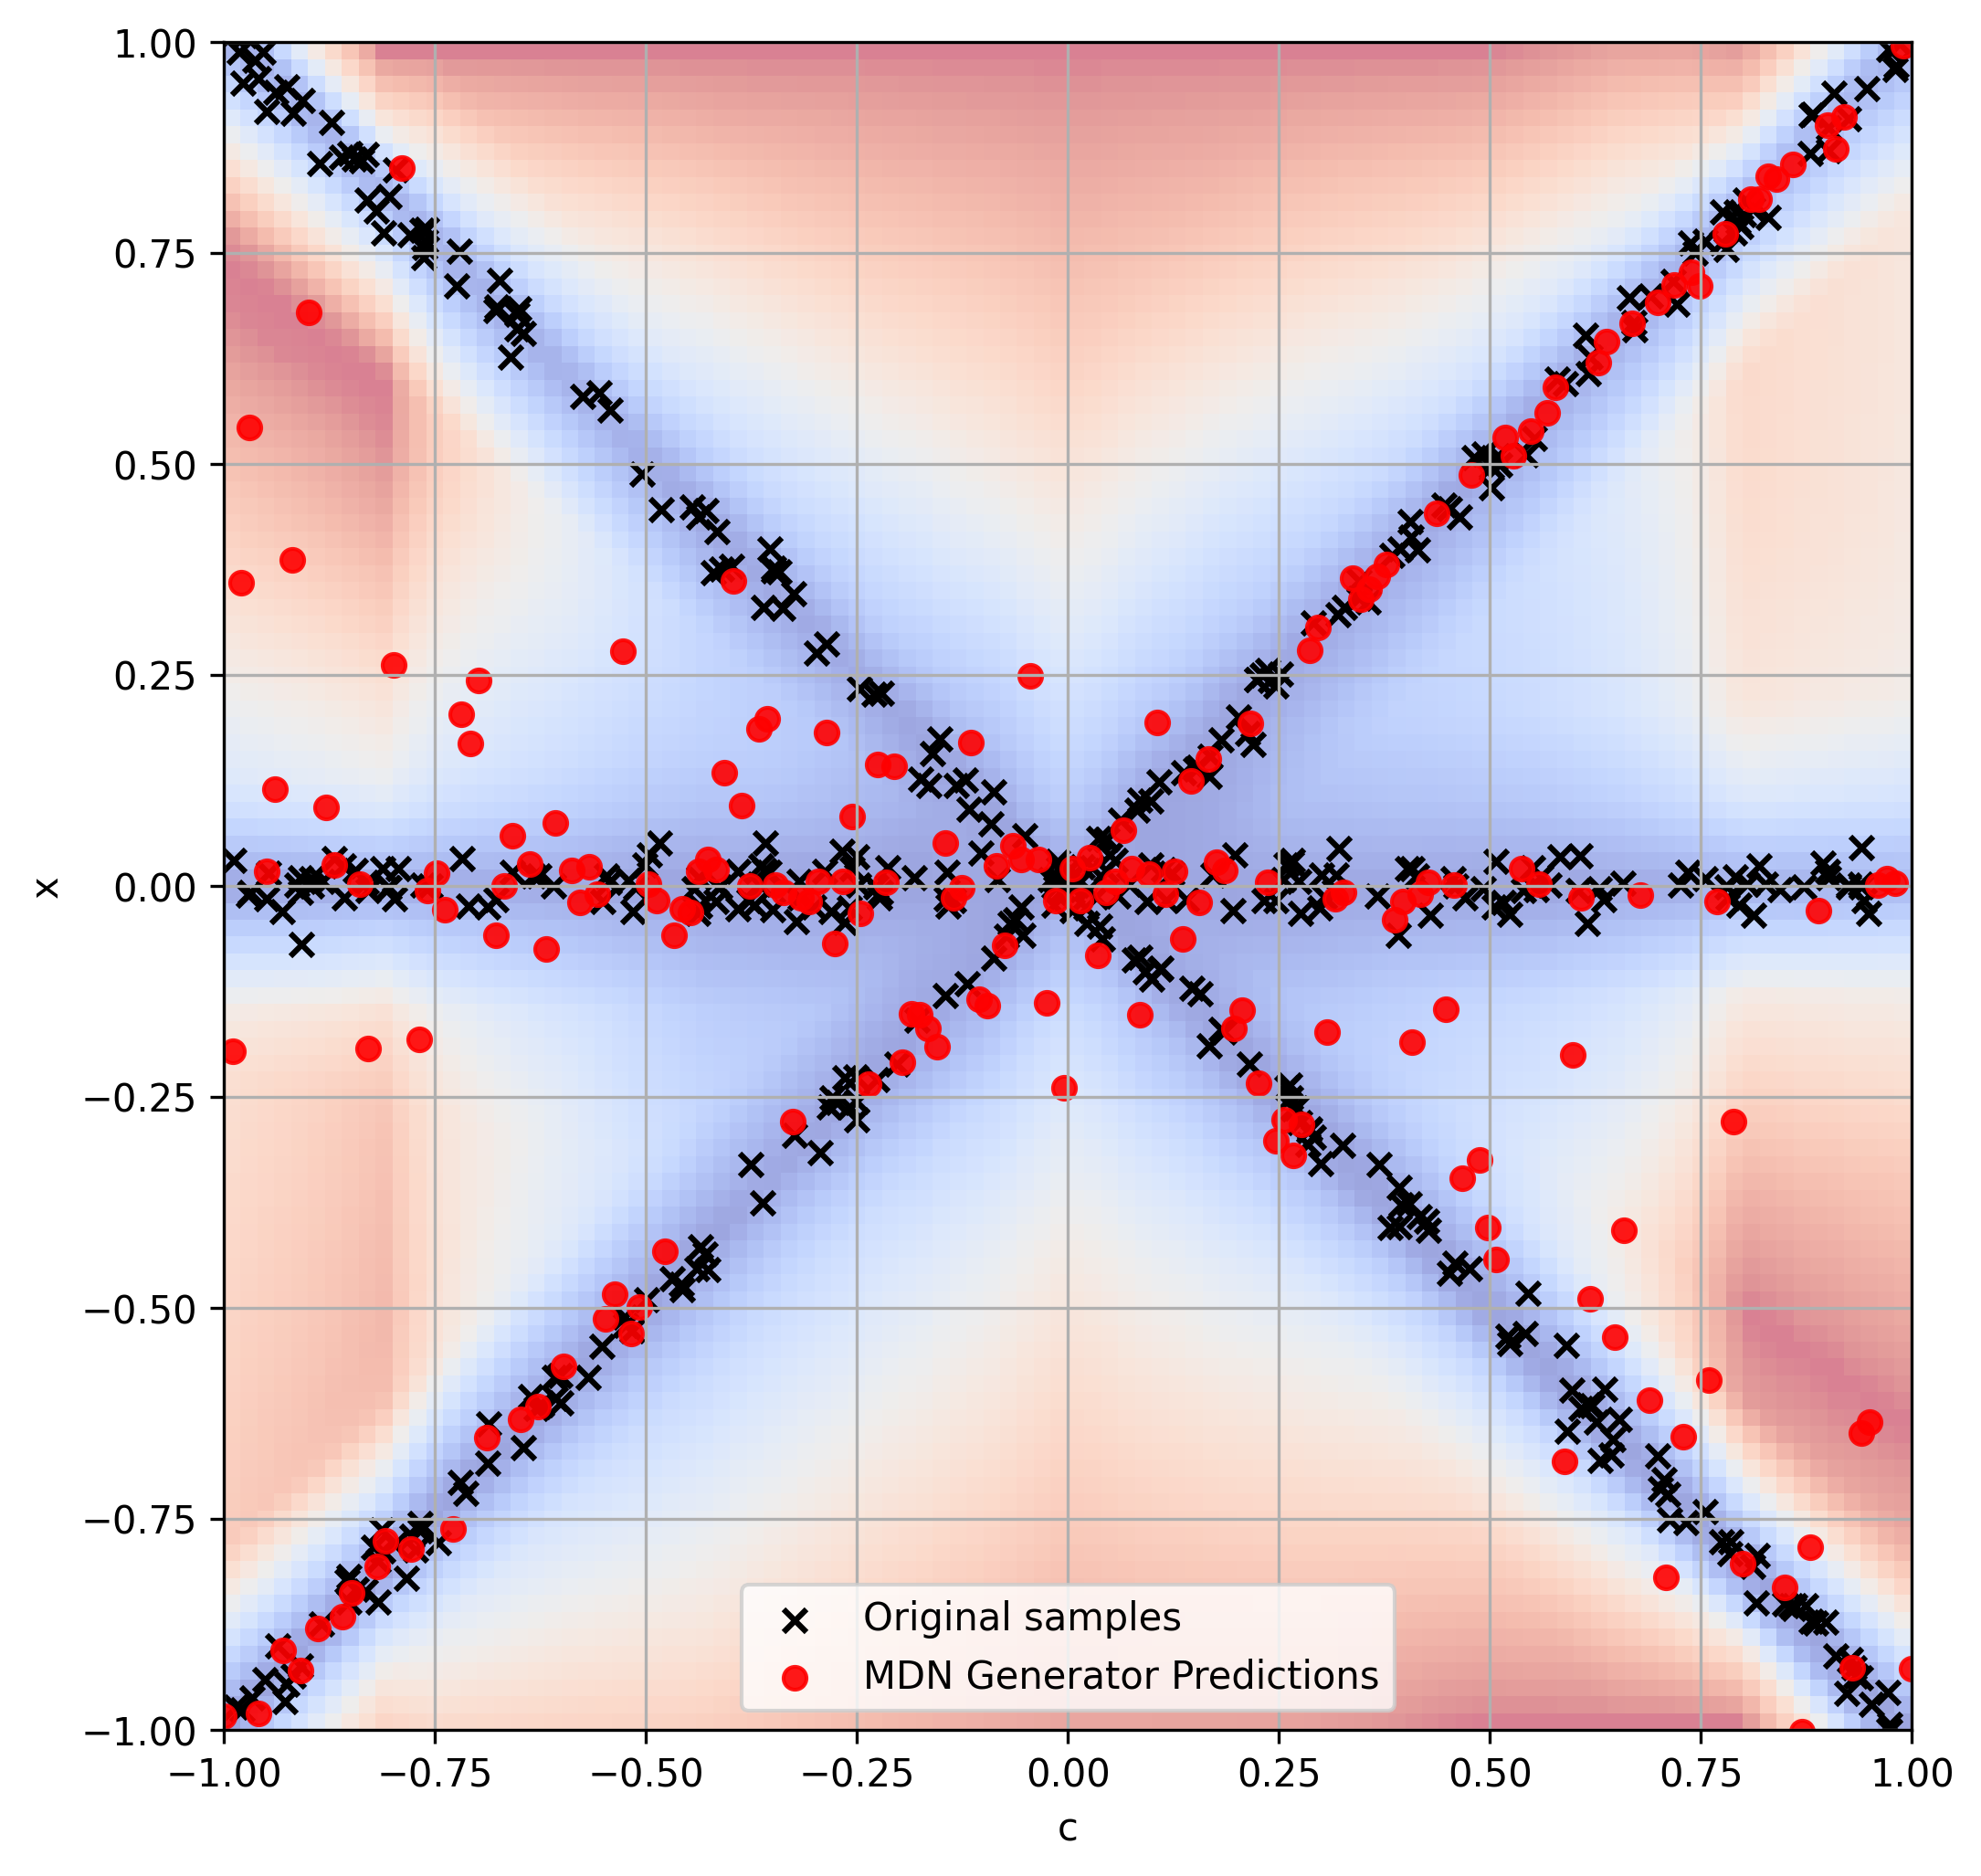 1.00
0.75
0.50
0.25
0.00
−0.25
−0.50
−0.75
−1.00
x
Original samples
MDN Generator Predictions
−1.00 −0.75 −0.50 −0.25 0.00 0.25 0.50 0.75 1.00
c